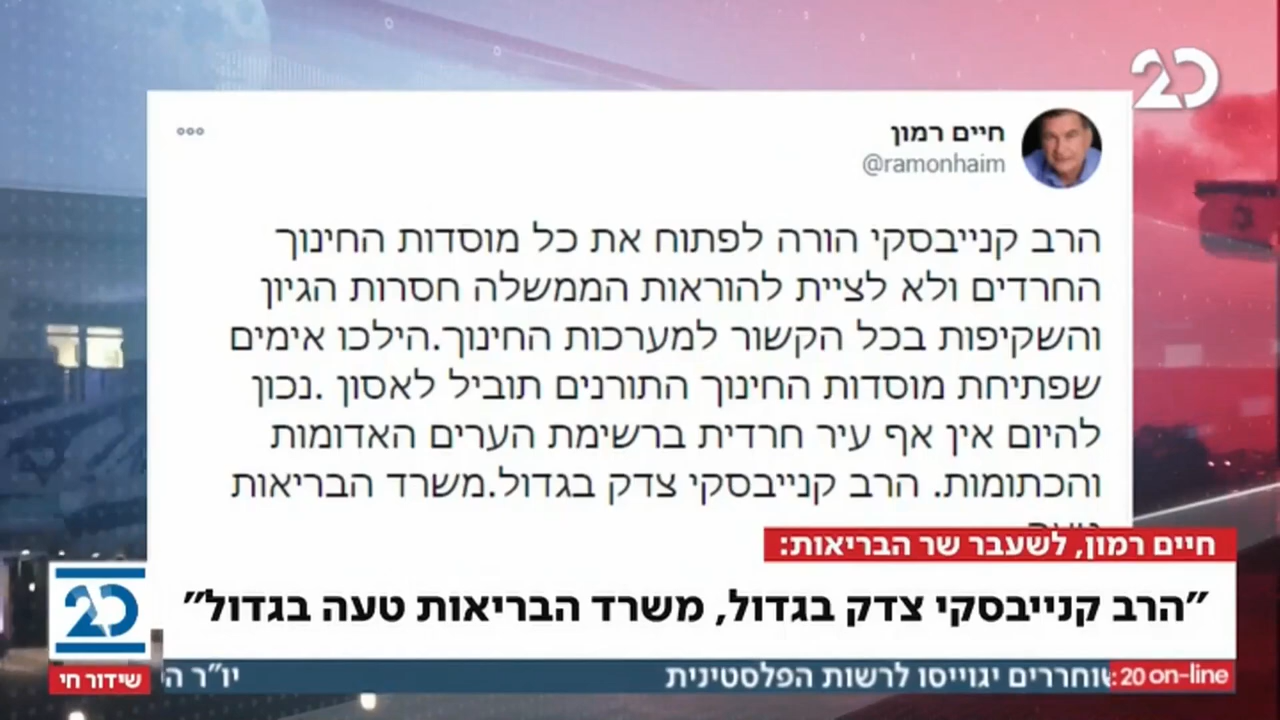 20
חיים רמון
@ramonhaim
הרב קנייבסקי הורה לפתוח את כל מוסדות החינוך
החרדים ולא לציית להוראות הממשלה חסרות הגיון
והשקיפות בכל הקשור למערכות החינוך.הילכו אימים
שפתיחת מוסדות החינוך התורנים תוביל לאסון .נכון
להיום אין אף עיר חרדית ברשימת הערים האדומות
והכתומות. הרב קנייבסקי צדק בגדול.משרד הבריאות
חיים רמון, לשעבר שר הבריאות:
"הרב קנייבסקי צדק בגדול, משרד הבריאות טעה בגדול"
20
שידור חי
20 on-line:
שוחררים יגוייסו לרשות הפלסטינית
יו"ר